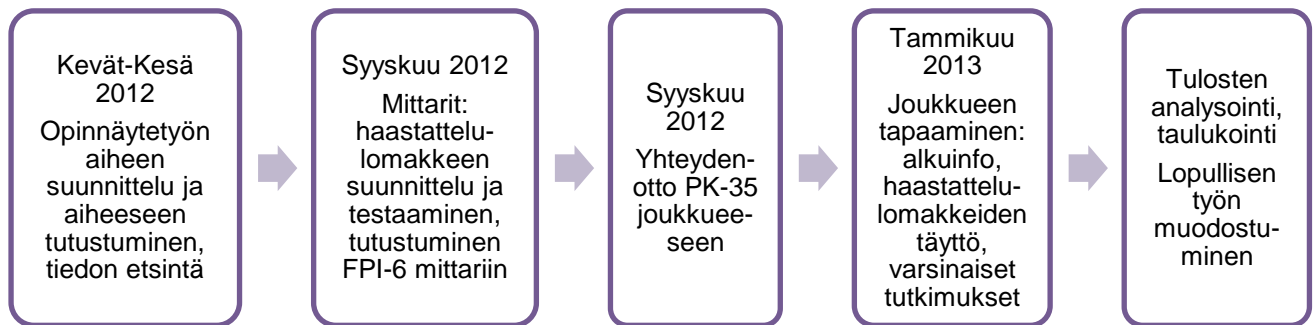 Kevät-Kesä
2012
Opinnäytetyön
aiheen
suunnittelu ja
aiheeseen
tutustuminen,
tiedon etsintä
Syyskuu 2012
Mittarit:
haastattelu-
lomakkeen
suunnittelu ja
testaaminen,
tutustuminen
FPI-6 mittariin
Syyskuu
2012
Yhteyden-
otto PK-35
joukkuee-
seen
Tammikuu
2013
Joukkueen
tapaaminen:
alkuinfo,
haastattelu-
lomakkeiden
täyttö,
varsinaiset
tutkimukset
Tulosten
analysointi,
taulukointi
Lopullisen
työn
muodostu-
minen